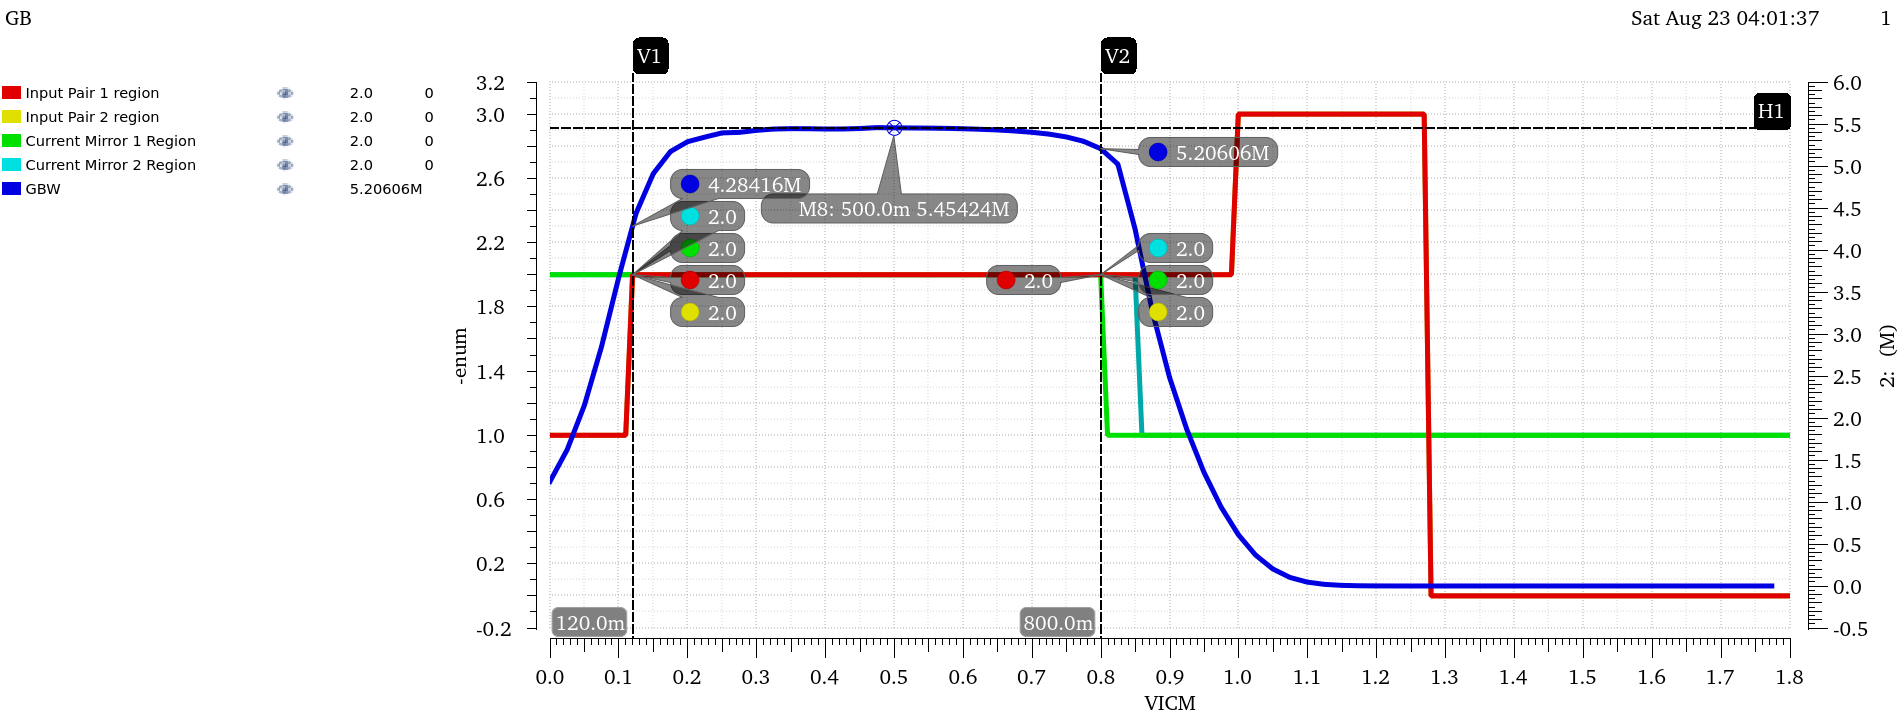 GB
Sat Aug 23 04:01:37 1
V1
V2
H1
Input Pair 1 region 2.0 0
Input Pair 2 region 2.0 0
Current Mirror 1 Region 2.0 0
Current Mirror 2 Region 2.0 0
GBW 5.20606M
3.2
3.0
2.6
2.2
1.8
1.4
1.0
0.6
0.2
-0.2
-enum
4.28416M
2.0
2.0
2.0
2.0
M8: 500.0m 5.45424M
2.0
5.20606M
2.0
2.0
2.0
120.0m
800.0m
6.0
5.5
5.0
4.5
4.0
3.5
3.0
2.5
2.0
1.5
1.0
0.5
0.0
-0.5
2: (M)
0.0 0.1 0.2 0.3 0.4 0.5 0.6 0.7 0.8 0.9 1.0 1.1 1.2 1.3 1.4 1.5 1.6 1.7 1.8
VICM